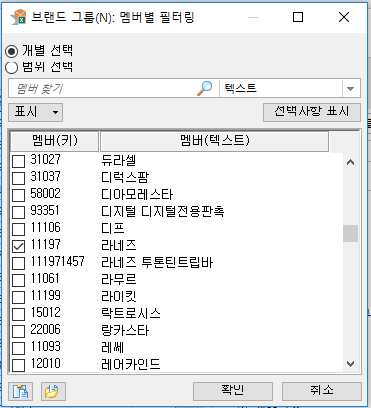 브랜드 그룹(N): 멤버별 필터링
개별 선택
범위 선택
멤버 찾기 텍스트
표시 선택사항 표시
멤버(키) 멤버(텍스트)
31027 듀라셀
31037 디럭스팜
58002 디아모레스타
93351 디지털 디지털전용판촉
11106 디프
11197 라네즈
111971457 라네즈 투톤틴트립바
11061 라무르
11199 라이킷
15012 락트로시스
22006 랑카스타
11093 레쎄
12010 레어카인드
확인 취소